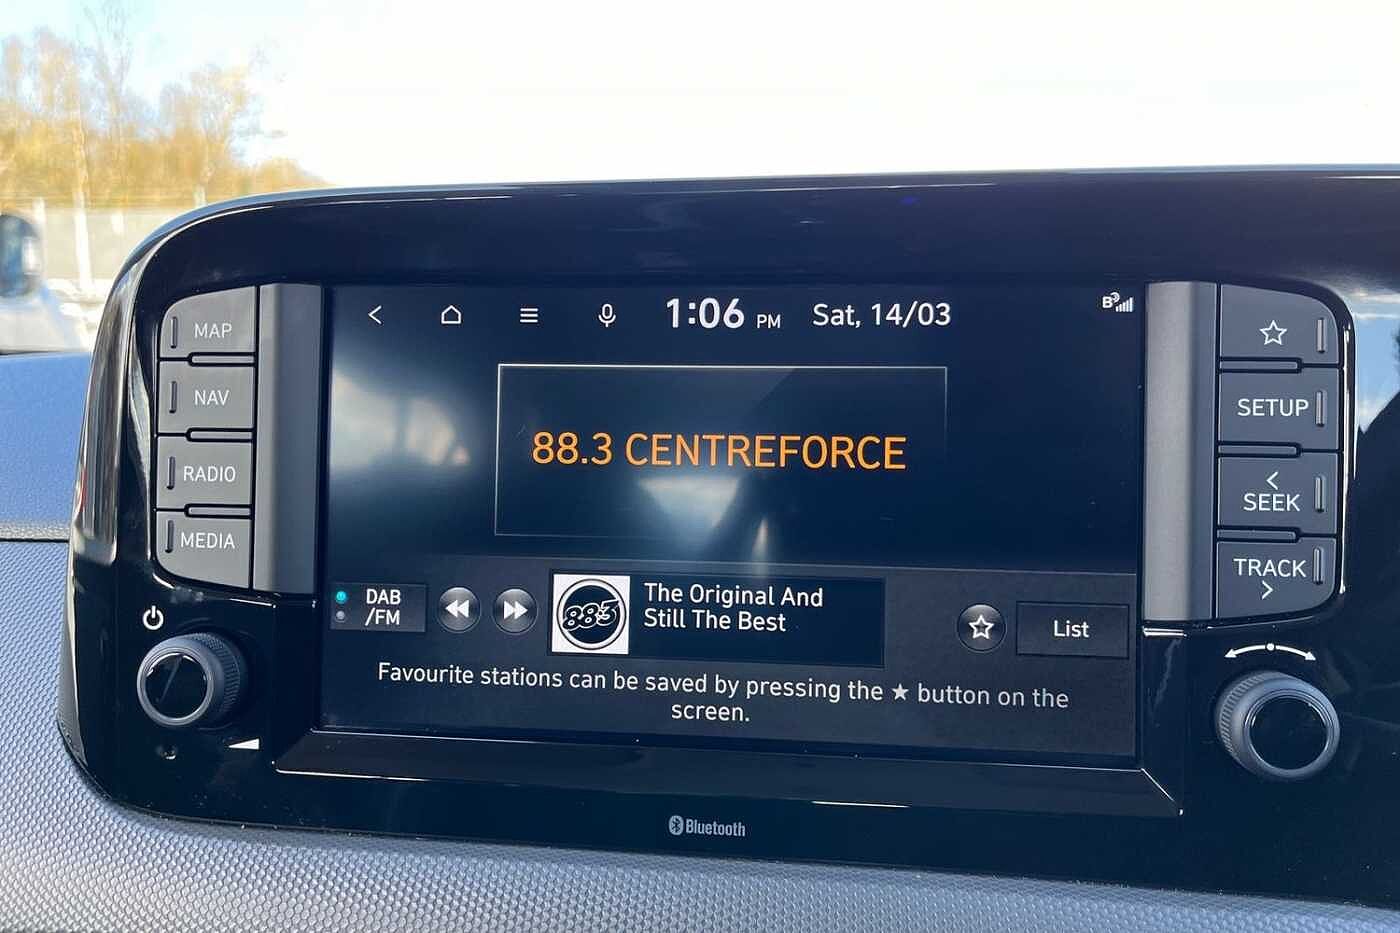 MAP
NAV
RADIO
MEDIA
1:06 PM Sat, 14/03
B
88.3 CENTREFORCE
DAB
/FM
883
The Original And
Still The Best
List
Favourite stations can be saved by pressing the ★ button on the
screen.
SETUP
SEEK
TRACK
Bluetooth